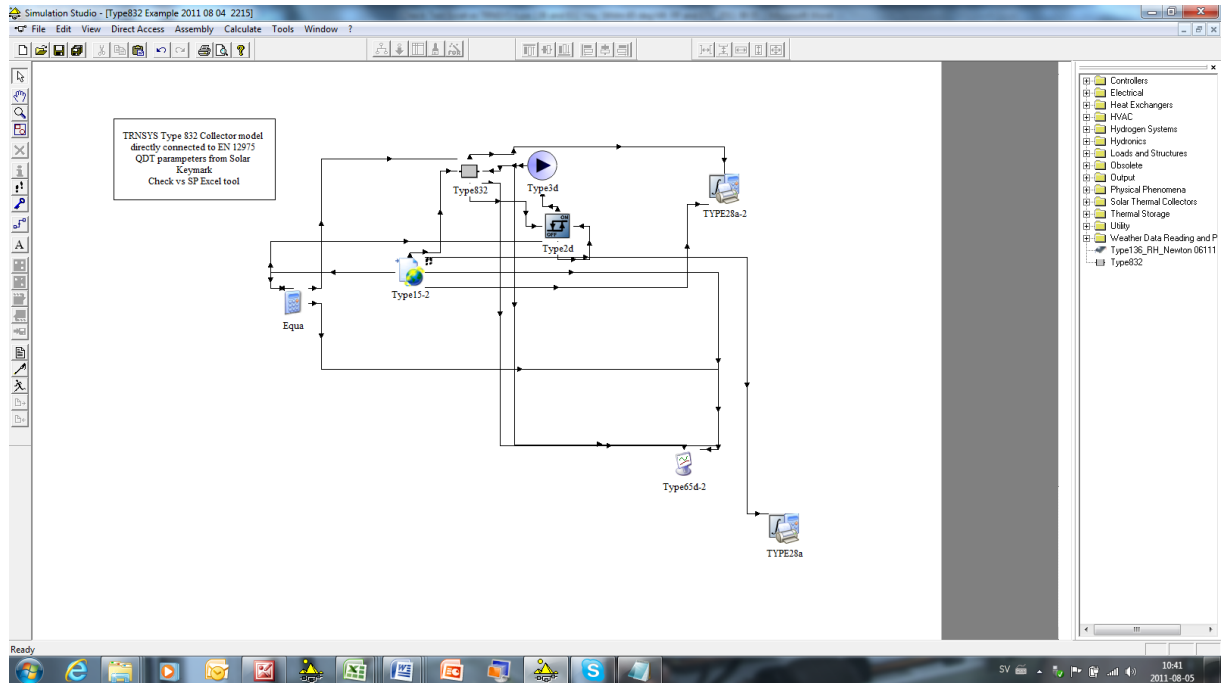 Simulation Studio - [Type832 Example 2011 08 04 2215]
File Edit View Direct Access Assembly Calculate Tools Window ?
TRNSYS Type 832 Collector model
directly connected to EN 12975
QDT parampeters from Solar
Keymark
Check vs SP Excel tool
Type832
Type3d
TYPE28a-2
ON
OFF
Type2d
Type15-2
Equa
Type65d-2
TYPE28a
Controllers
Electrical
Heat Exchangers
HVAC
Hydrogen Systems
Hydronics
Loads and Structures
Obsolete
Output
Physical Phenomena
Solar Thermal Collectors
Thermal Storage
Utility
Weather Data Reading and P
Type136_RH_Newton 06111
Type832
Ready
SV
10:41
2011-08-05